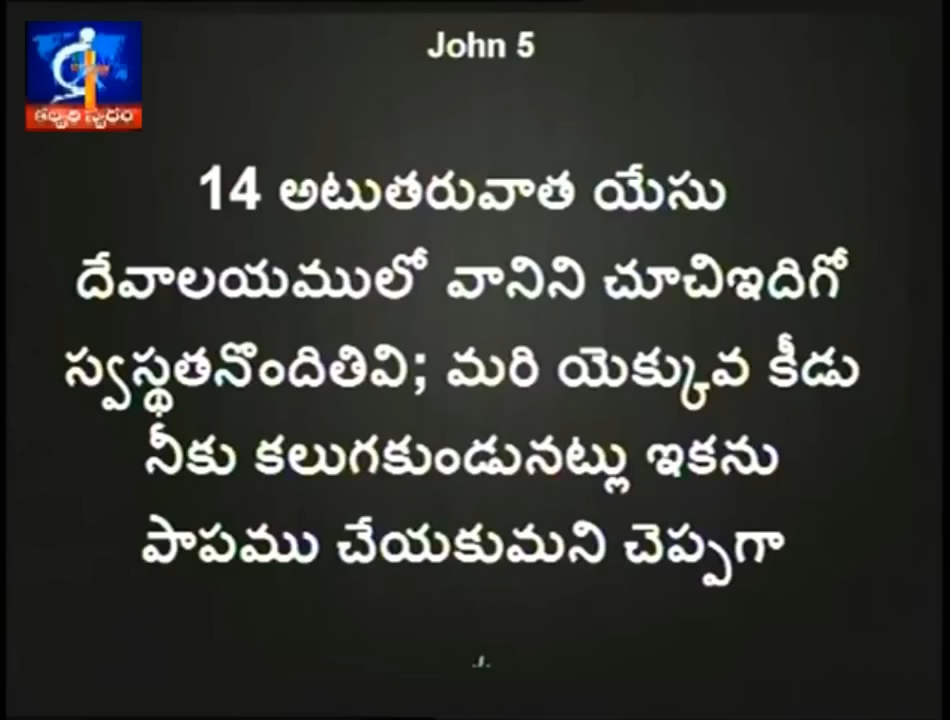 John 5
14 అటుతరువాత యేసు
దేవాలయములో వానిని చూచిఇదిగో
స్వస్థతనొందితివి; మరి యెక్కువ కీడు
నీకు కలుగకుండునట్లు ఇకను
పాపము చేయకుమని చెప్పగా